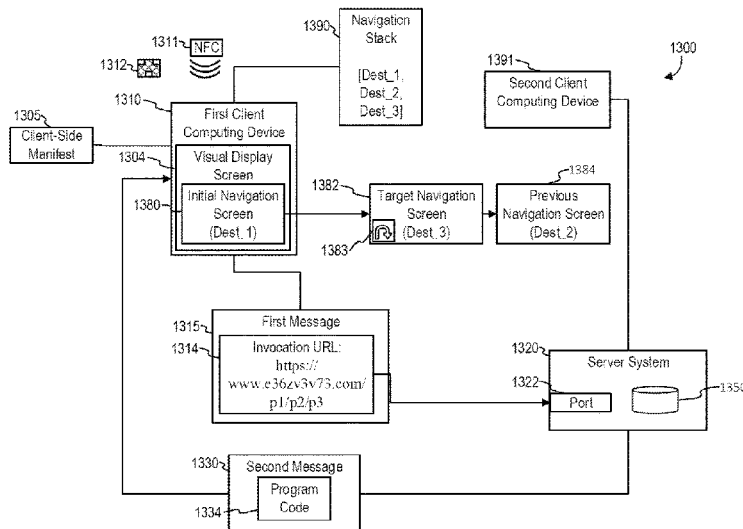 1390
Navigation
Stack
[Dest_1,
Dest_2,
Dest_3]
1311
NFC
1312
1310
First Client
Computing Device
1391
Second Client
Computing Device
1300
1305
Client-Side
Manifest
1304
Visual Display
Screen
1380
Initial Navigation
Screen
(Dest_1)
1382
Target Navigation
Screen
(Dest_3)
1383
1384
Previous
Navigation Screen
(Dest_2)
1315
First Message
1314
Invocation URL:
https://
www.e36zv3v73.com/
p1/p2/p3
1320
Server System
1322
Port
1350
1330
Second Message
Program
Code
1334